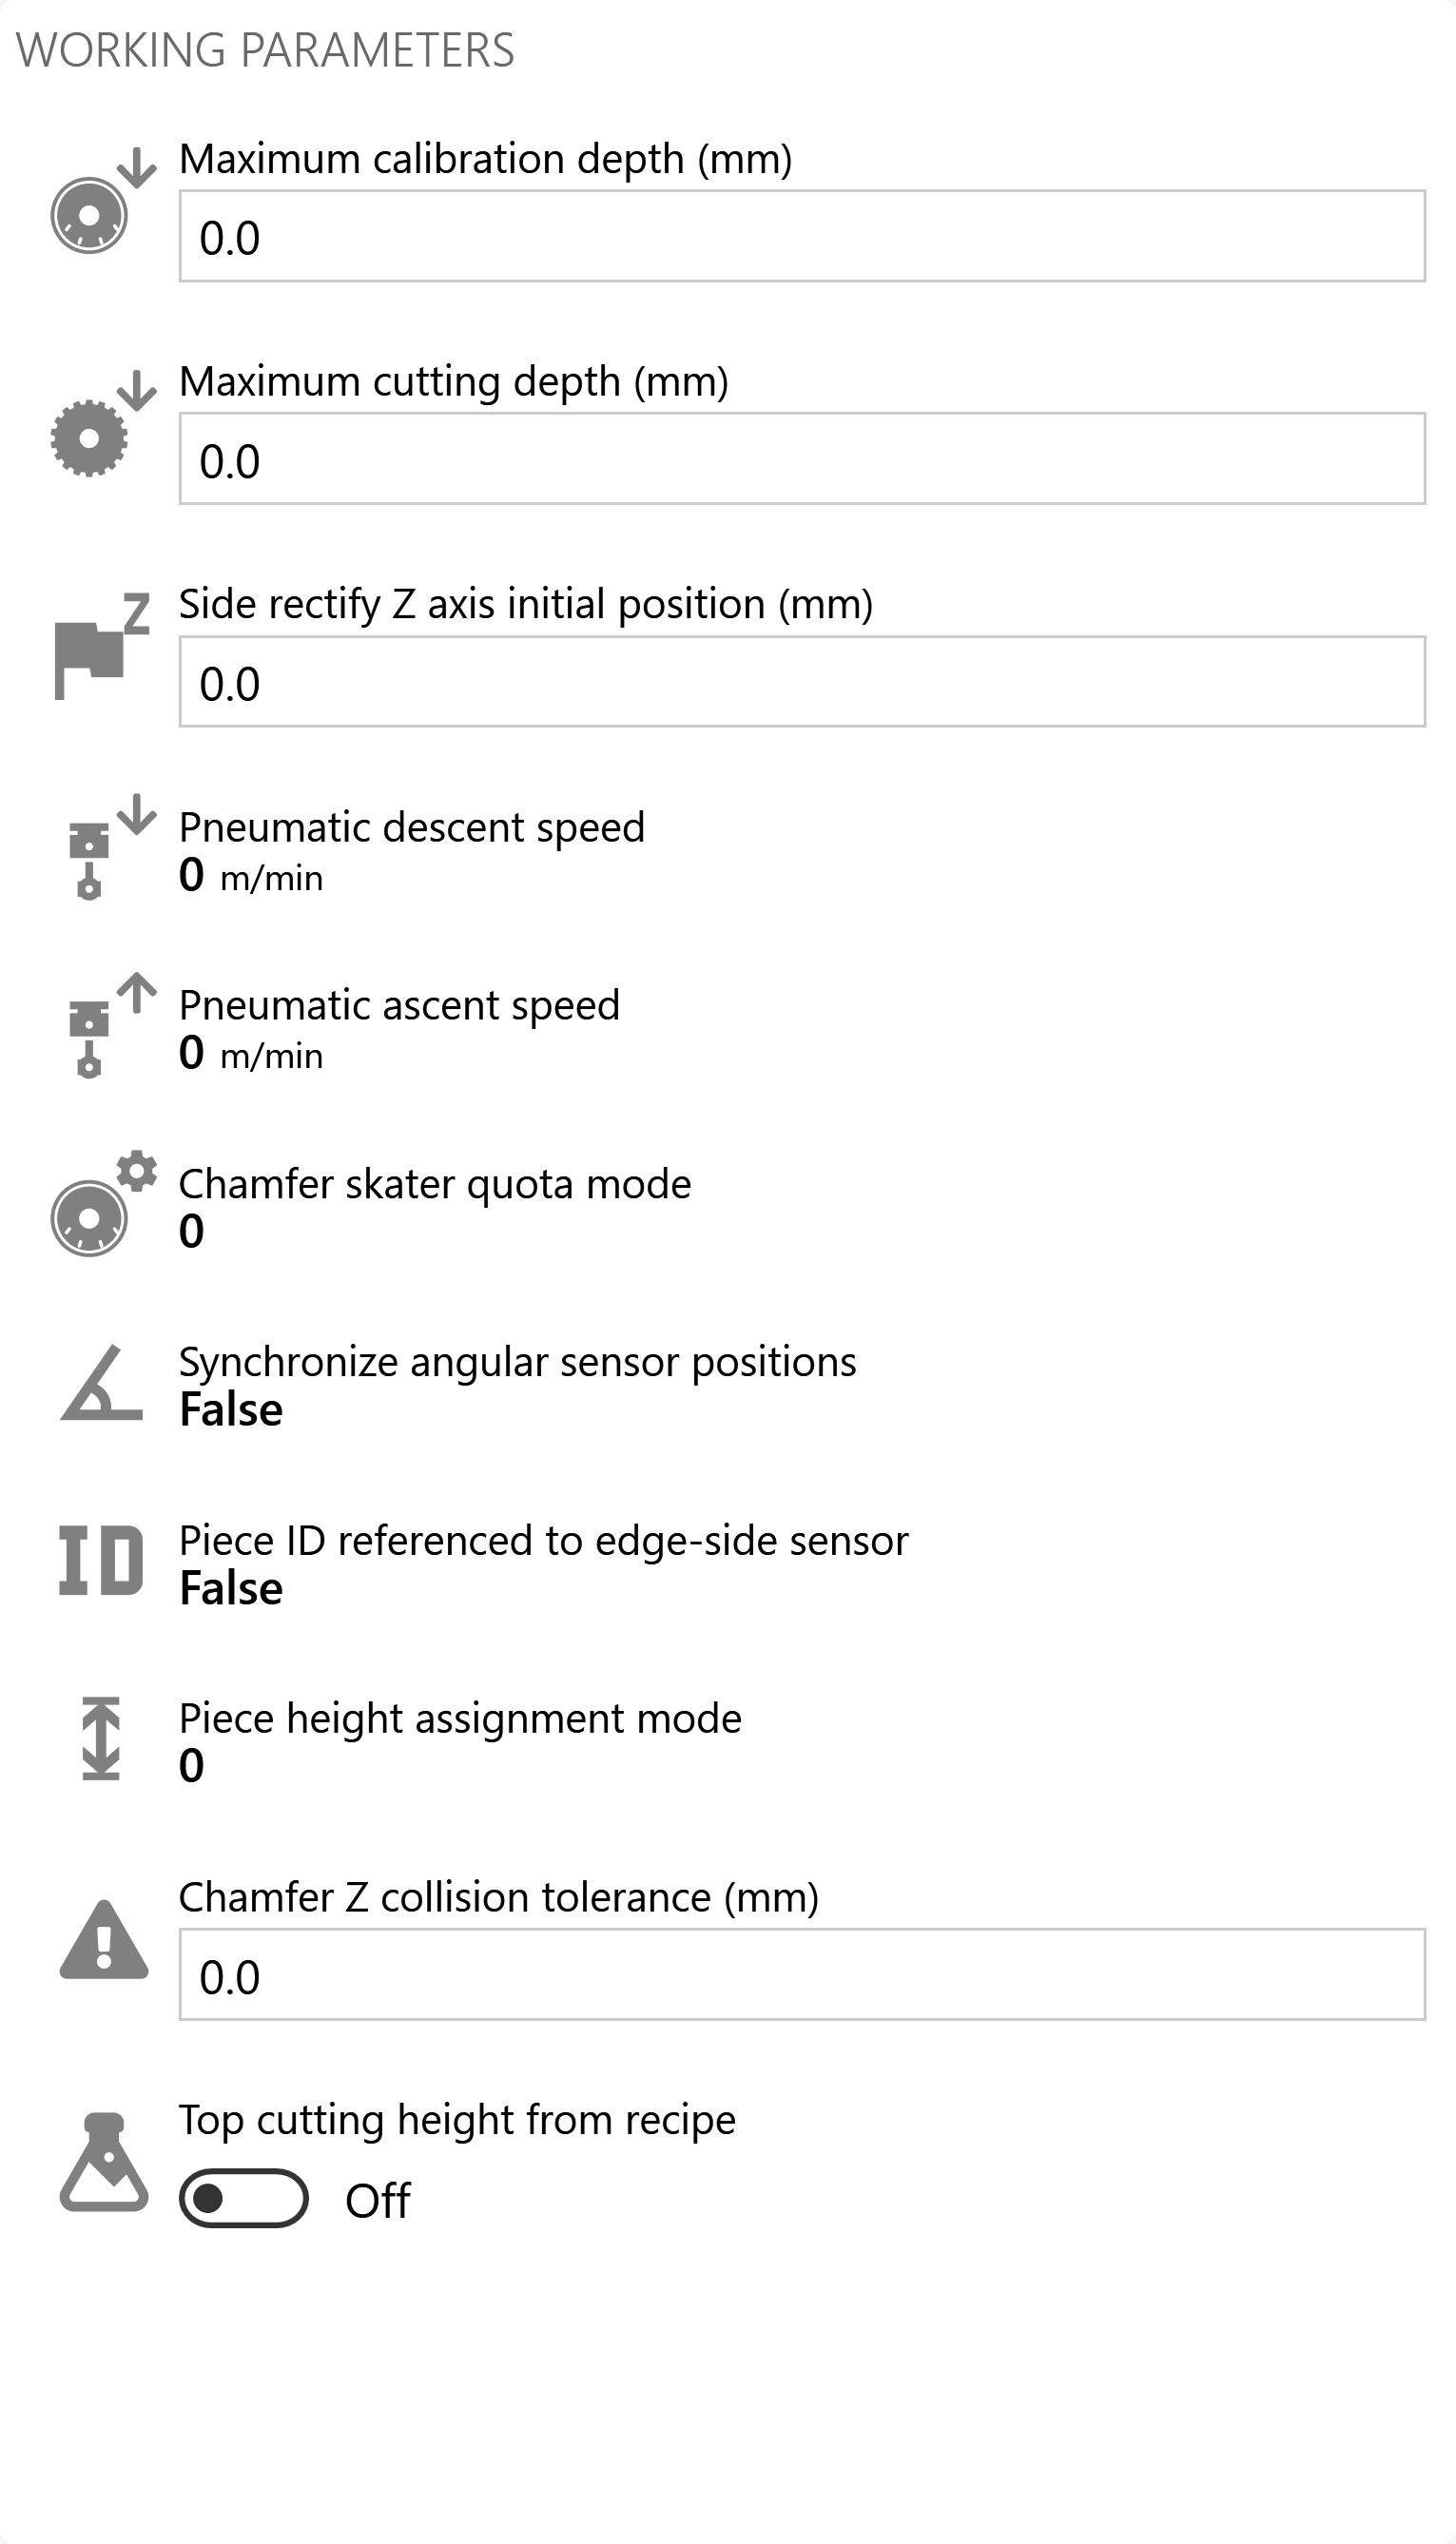 WORKING PARAMETERS
Maximum calibration depth (mm)
0.0
Maximum cutting depth (mm)
0.0
Z
Side rectify Z axis initial position (mm)
0.0
Pneumatic descent speed
0 m/min
Pneumatic ascent speed
0 m/min
Chamfer skater quota mode
0
Synchronize angular sensor positions
False
ID
Piece ID referenced to edge-side sensor
False
Piece height assignment mode
0
Chamfer Z collision tolerance (mm)
0.0
Top cutting height from recipe
Off